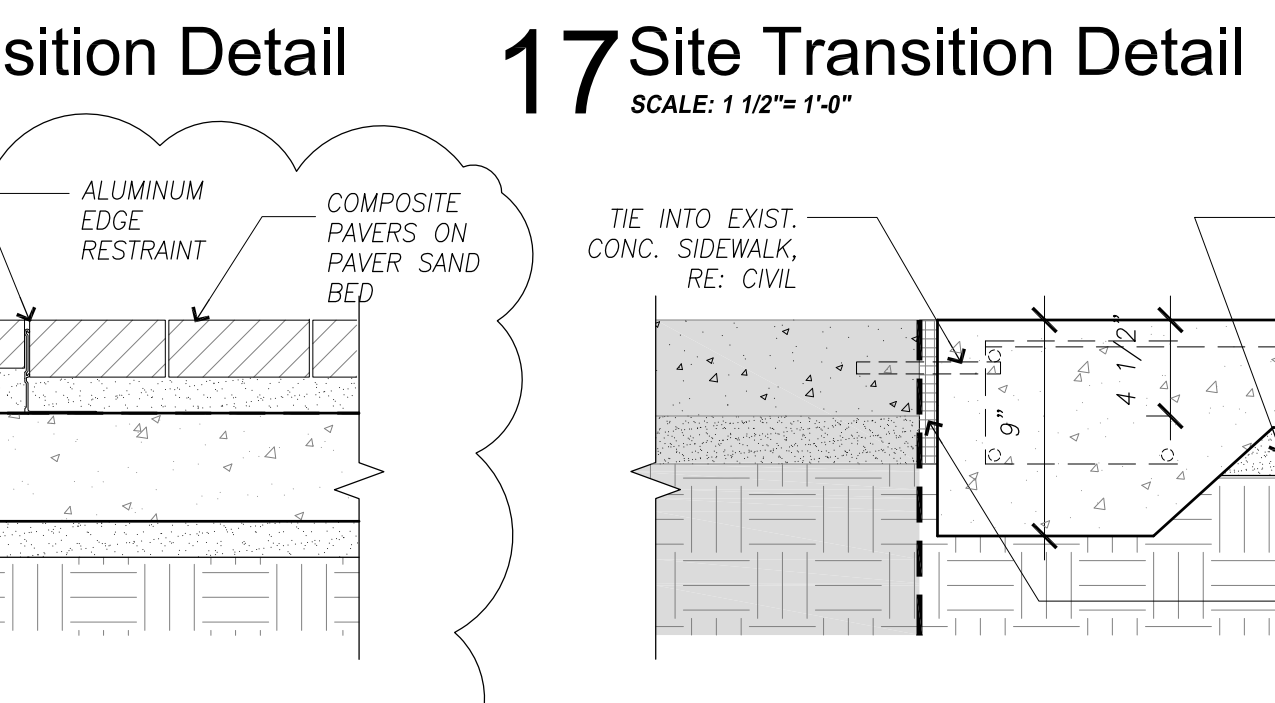 sition Detail
17 Site Transition Detail
SCALE: 1 1/2"= 1'-0"
ALUMINUM
EDGE
RESTRAINT
COMPOSITE
PAVERS ON
PAVER SAND
BED
TIE INTO EXIST.
CONC. SIDEWALK,
RE: CIVIL
9"
4 1/2"